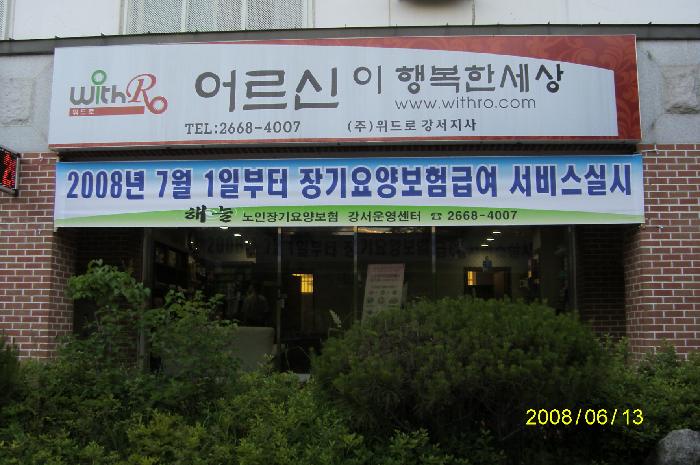 withRo
위드로
어르신이 행복한세상
www.withro.com
TEL:2668-4007 (주)위드로 강서지사
2008년 7월 1일부터 장기요양보험급여 서비스실시
해늘 노인장기요양보험 강서운영센터 ☎2668-4007
2008/06/13